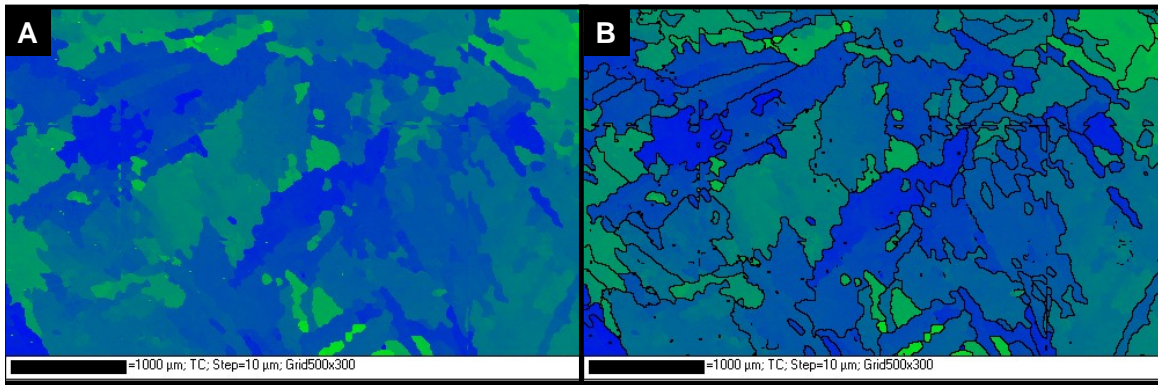 A
B
=1000 µm; TC; Step=10 µm; Grid500x300
=1000 µm; TC; Step=10 µm; Grid500x300